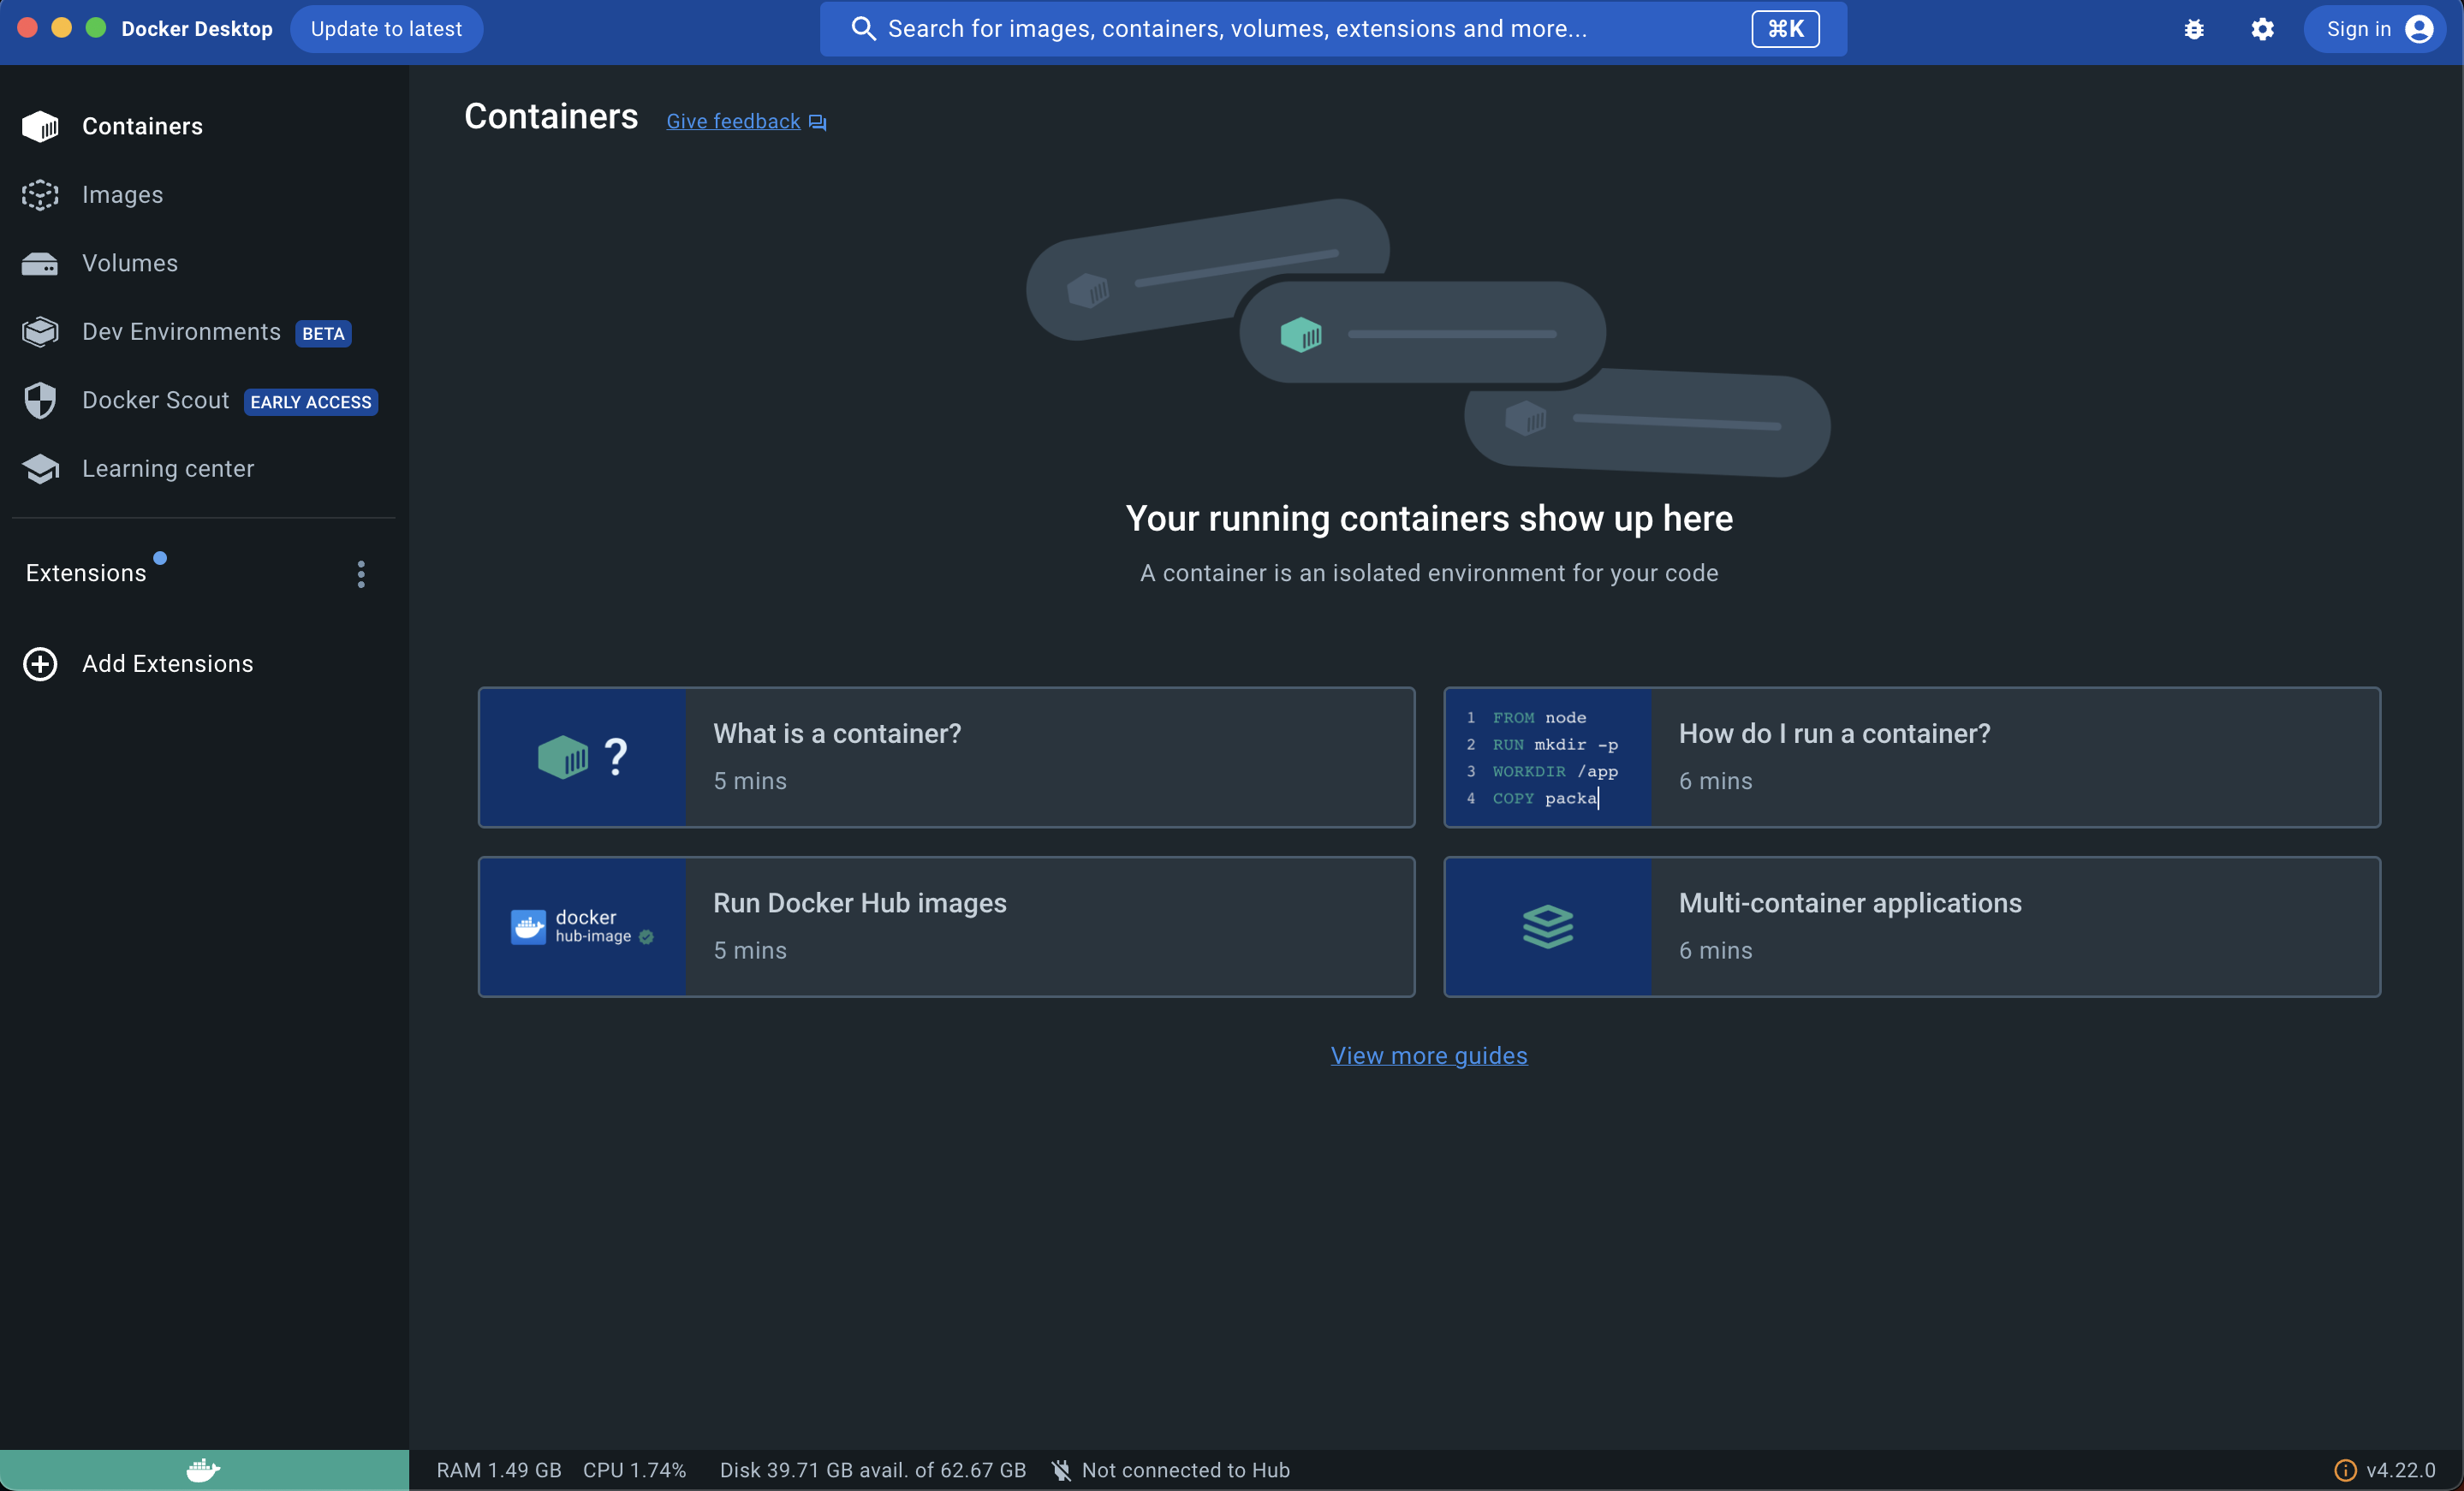 Docker Desktop
Update to latest
Search for images, containers, volumes, extensions and more...
⌘K
Sign in
Containers
Images
Volumes
Dev Environments BETA
Docker Scout EARLY ACCESS
Learning center
Extensions
Add Extensions
Containers
Give feedback
Your running containers show up here
A container is an isolated environment for your code
?
What is a container?
5 mins
1 FROM node
2 RUN mkdir -p
3 WORKDIR /app
4 COPY packa
How do I run a container?
6 mins
docker
hub-image
Run Docker Hub images
5 mins
Multi-container applications
6 mins
View more guides
RAM 1.49 GB CPU 1.74% Disk 39.71 GB avail. of 62.67 GB Not connected to Hub
v4.22.0